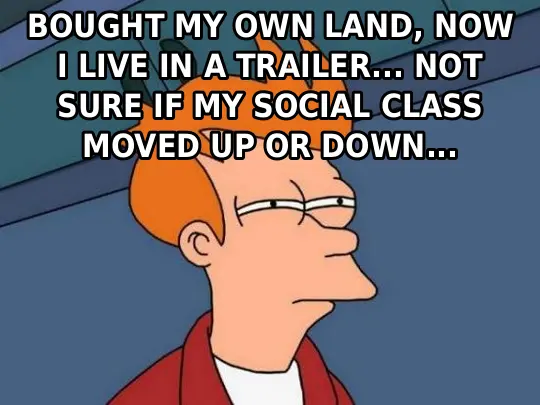 BOUGHT MY OWN LAND, NOW
I LIVE IN A TRAILER... NOT
SURE IF MY SOCIAL CLASS
MOVED UP OR DOWN...